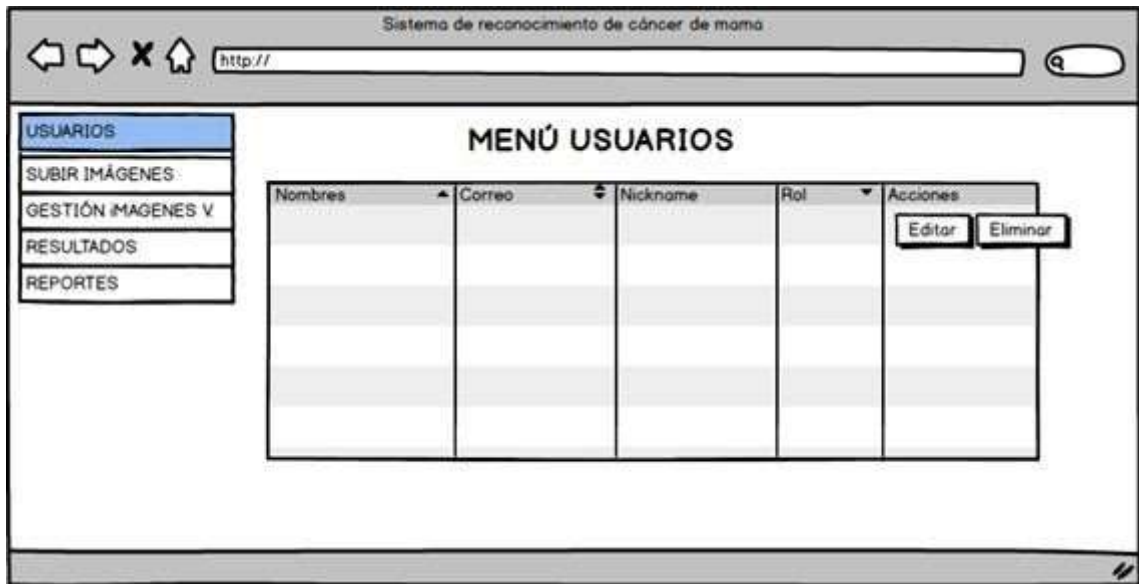 Sistema de reconocimiento de cáncer de mama
http://
USUARIOS
SUBIR IMÁGENES
GESTIÓN iMAGENES V.
RESULTADOS
REPORTES
MENÚ USUARIOS
Nombres Correo Nickname Rol Acciones
Editar Eliminar